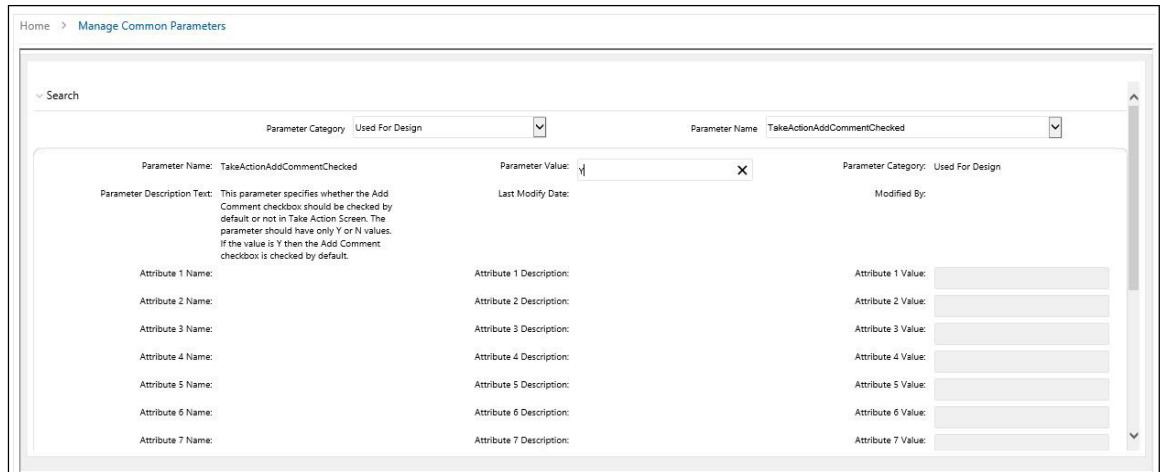 Home > Manage Common Parameters
Search
Parameter Category Used For Design Parameter Name TakeActionAddCommentChecked
Parameter Name: TakeActionAddCommentChecked Parameter Value: Y Parameter Category: Used For Design
Parameter Description Text: This parameter specifies whether the Add Last Modify Date: Modified By:
Comment checkbox should be checked by
default or not in Take Action Screen. The
parameter should have only Y or N values.
If the value is Y then the Add Comment
checkbox is checked by default.
Attribute 1 Name: Attribute 1 Description: Attribute 1 Value:
Attribute 2 Name: Attribute 2 Description: Attribute 2 Value:
Attribute 3 Name: Attribute 3 Description: Attribute 3 Value:
Attribute 4 Name: Attribute 4 Description: Attribute 4 Value:
Attribute 5 Name: Attribute 5 Description: Attribute 5 Value:
Attribute 6 Name: Attribute 6 Description: Attribute 6 Value:
Attribute 7 Name: Attribute 7 Description: Attribute 7 Value: